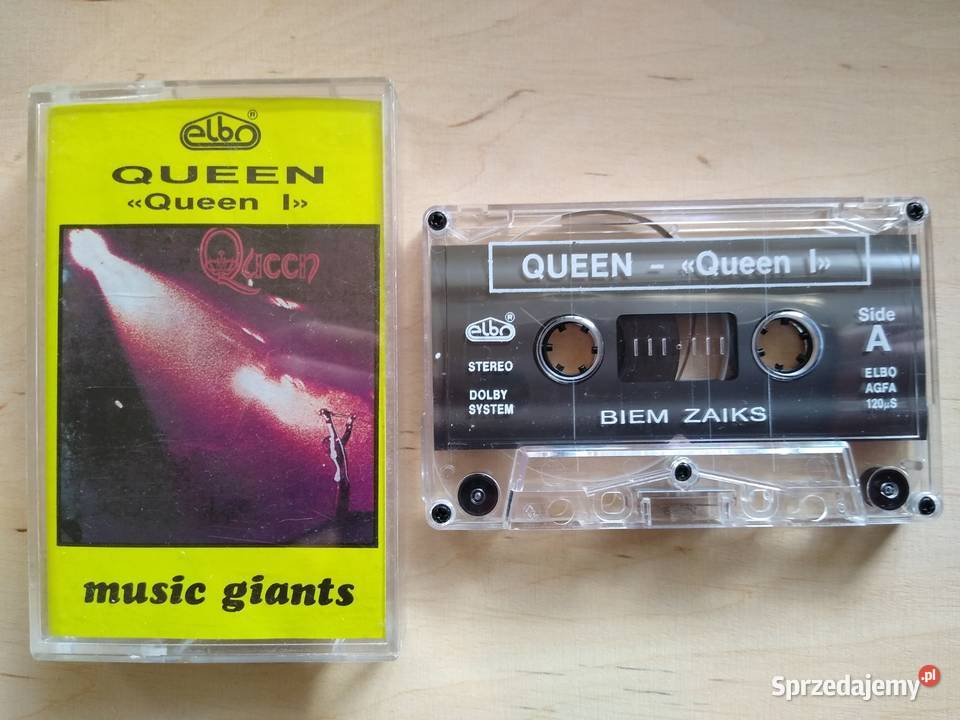 elbo®
QUEEN
«Queen I»
Queen
music giants
QUEEN - «Queen I»
elbo®
STEREO
DOLBY
SYSTEM
Side
A
ELBO
AGFA
120µS
BIEM ZAIKS
Sprzedajemy.pl